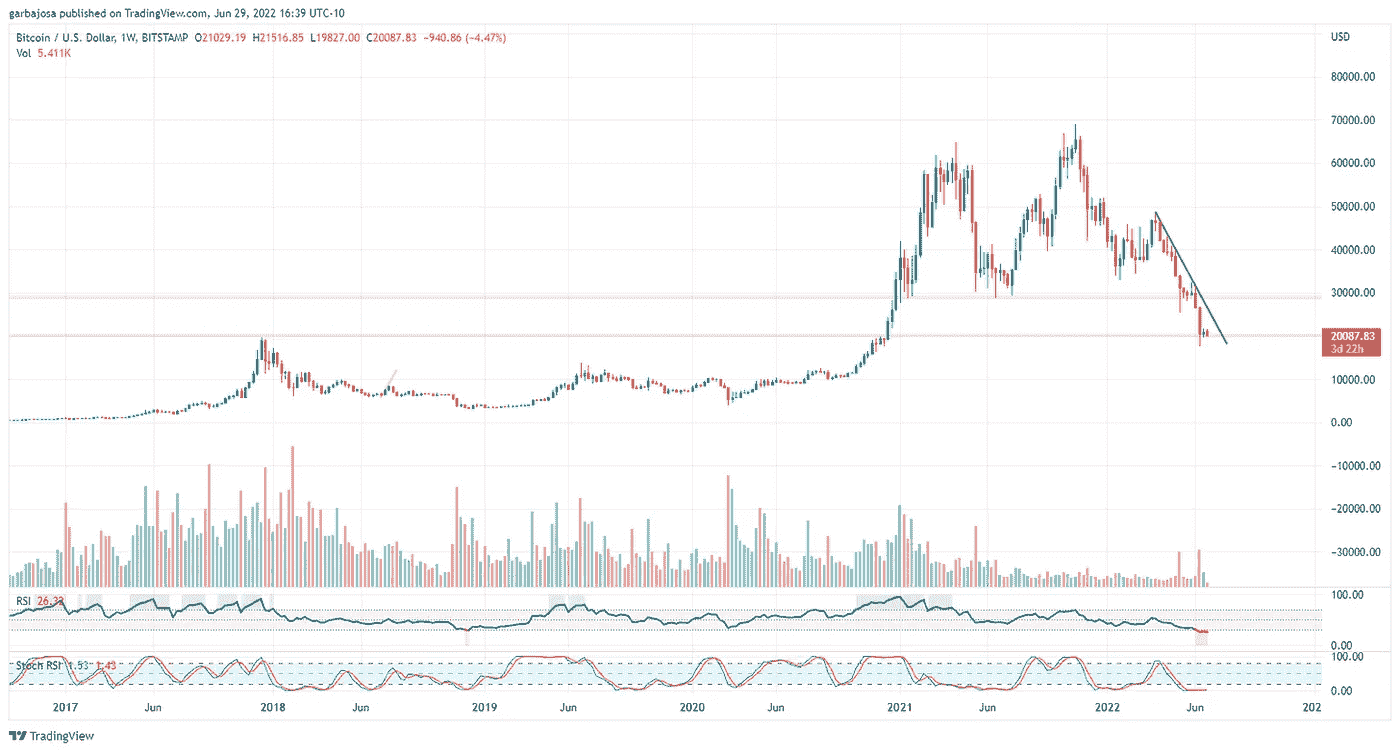 garbajosa published on TradingView.com, Jun 29, 2022 16:39 UTC-10
Bitcoin / U.S. Dollar, 1W, BITSTAMP O21029.19 H21516.85 L19827.00 C20087.83 −940.86 (−4.47%)
Vol 5.411K
USD
80000.00
70000.00
60000.00
50000.00
40000.00
30000.00
20087.83
3d 22h
10000.00
0.00
−10000.00
−20000.00
−30000.00
RSI 26.33
100.00
0.00
Stoch RSI 1.53 1.43
100.00
0.00
2017 Jun 2018 Jun 2019 Jun 2020 Jun 2021 Jun 2022 Jun 202
TradingView